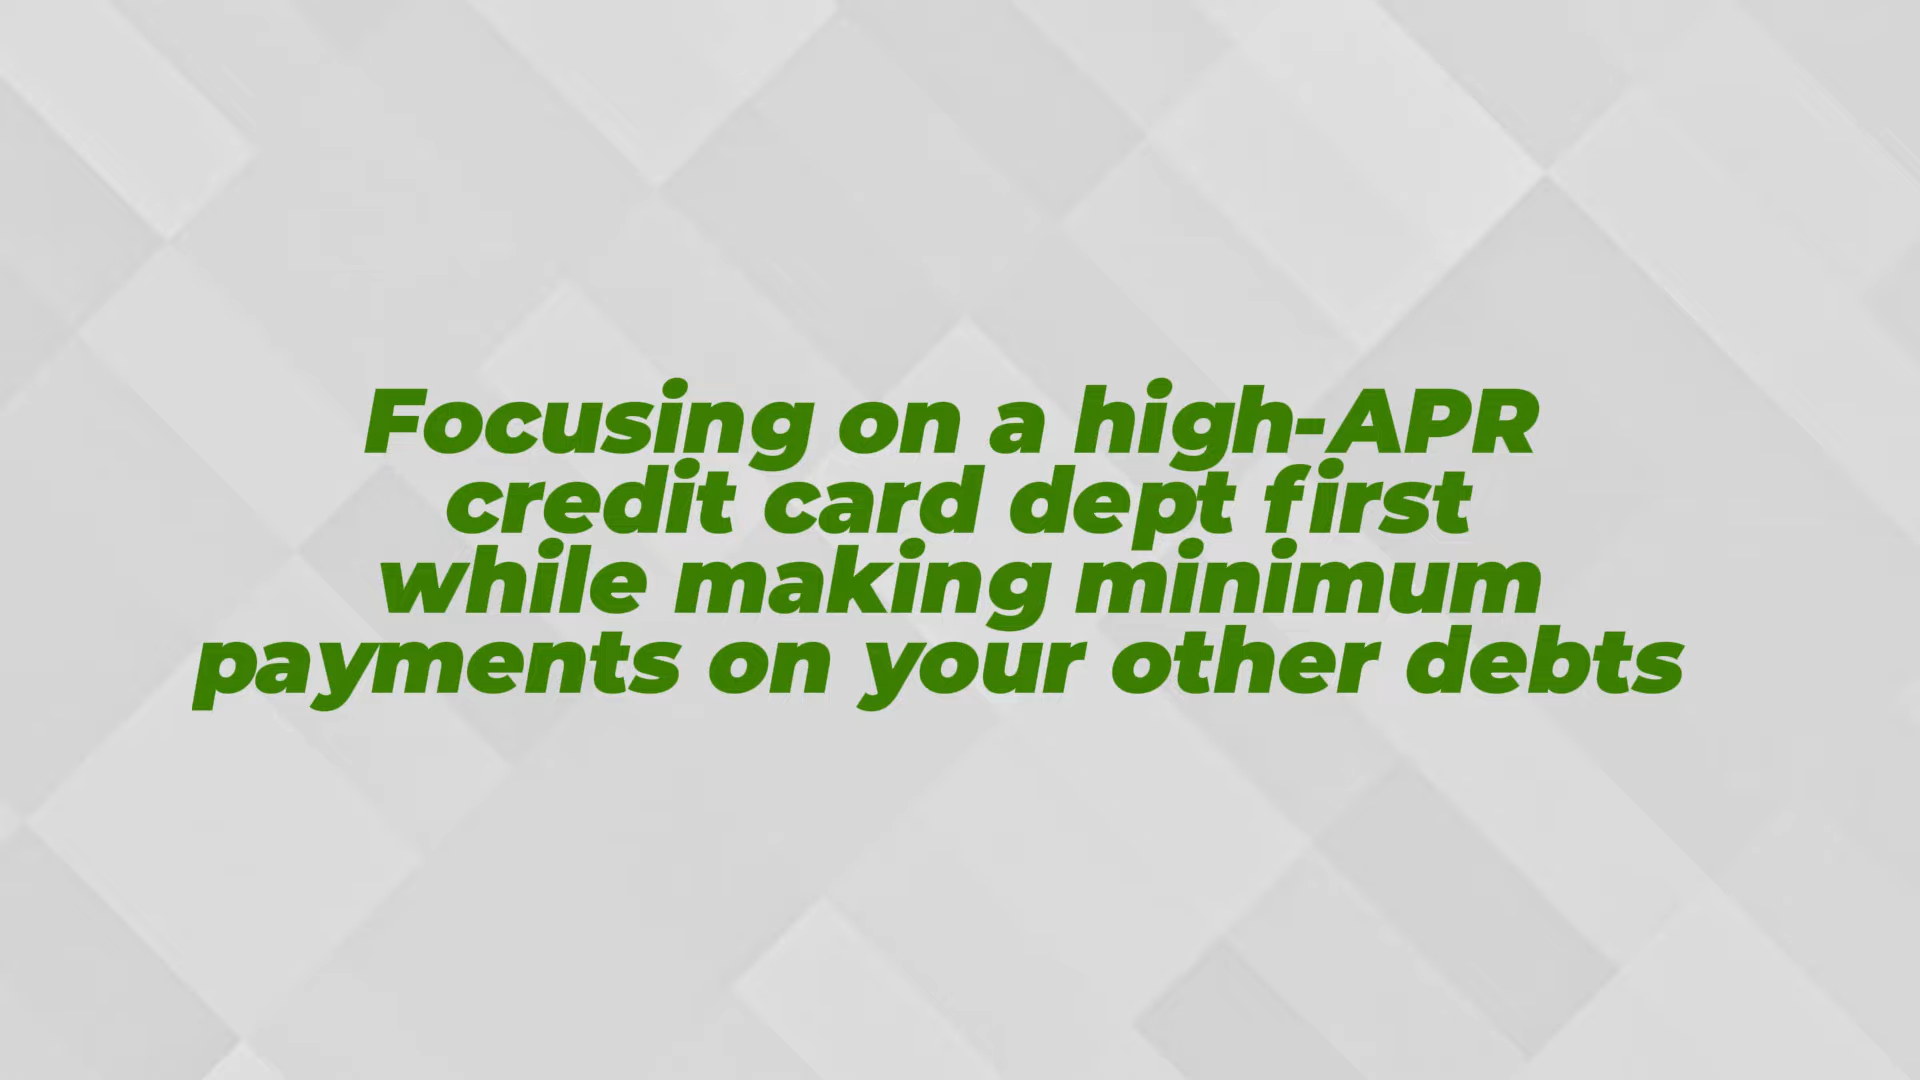 Focusing on a high-APR
credit card dept first
while making minimum
payments on your other debts